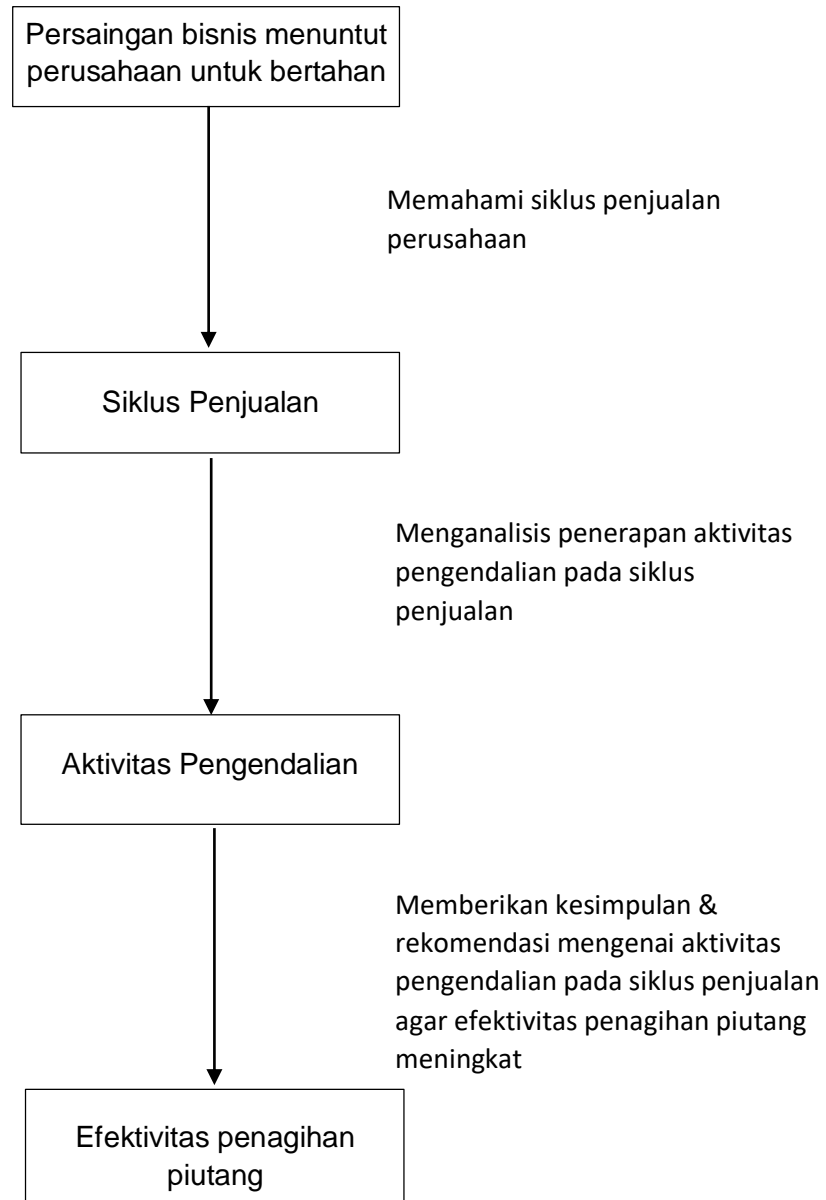 Persaingan bisnis menuntut
perusahaan untuk bertahan
Memahami siklus penjualan
perusahaan
Siklus Penjualan
Menganalisis penerapan aktivitas
pengendalian pada siklus
penjualan
Aktivitas Pengendalian
Memberikan kesimpulan &
rekomendasi mengenai aktivitas
pengendalian pada siklus penjualan
agar efektivitas penagihan piutang
meningkat
Efektivitas penagihan
piutang